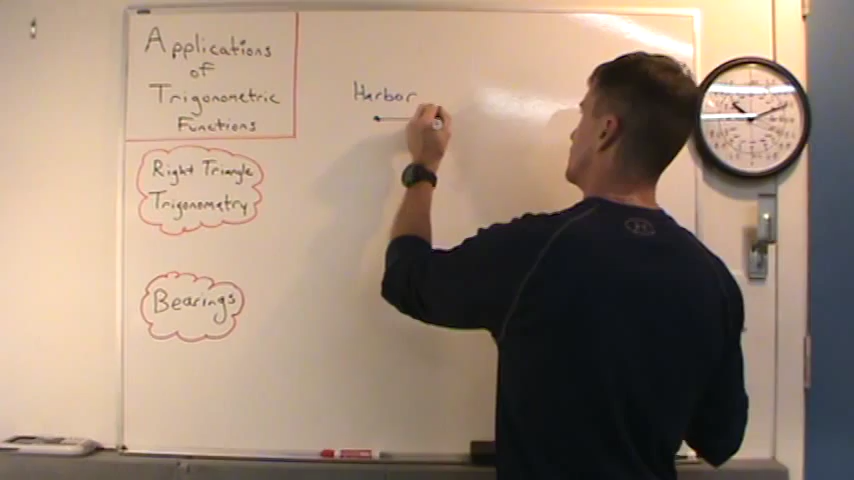 Applications
of
Trigonometric
Functions
Right Triangle
Trigonometry
Bearings
Harbor